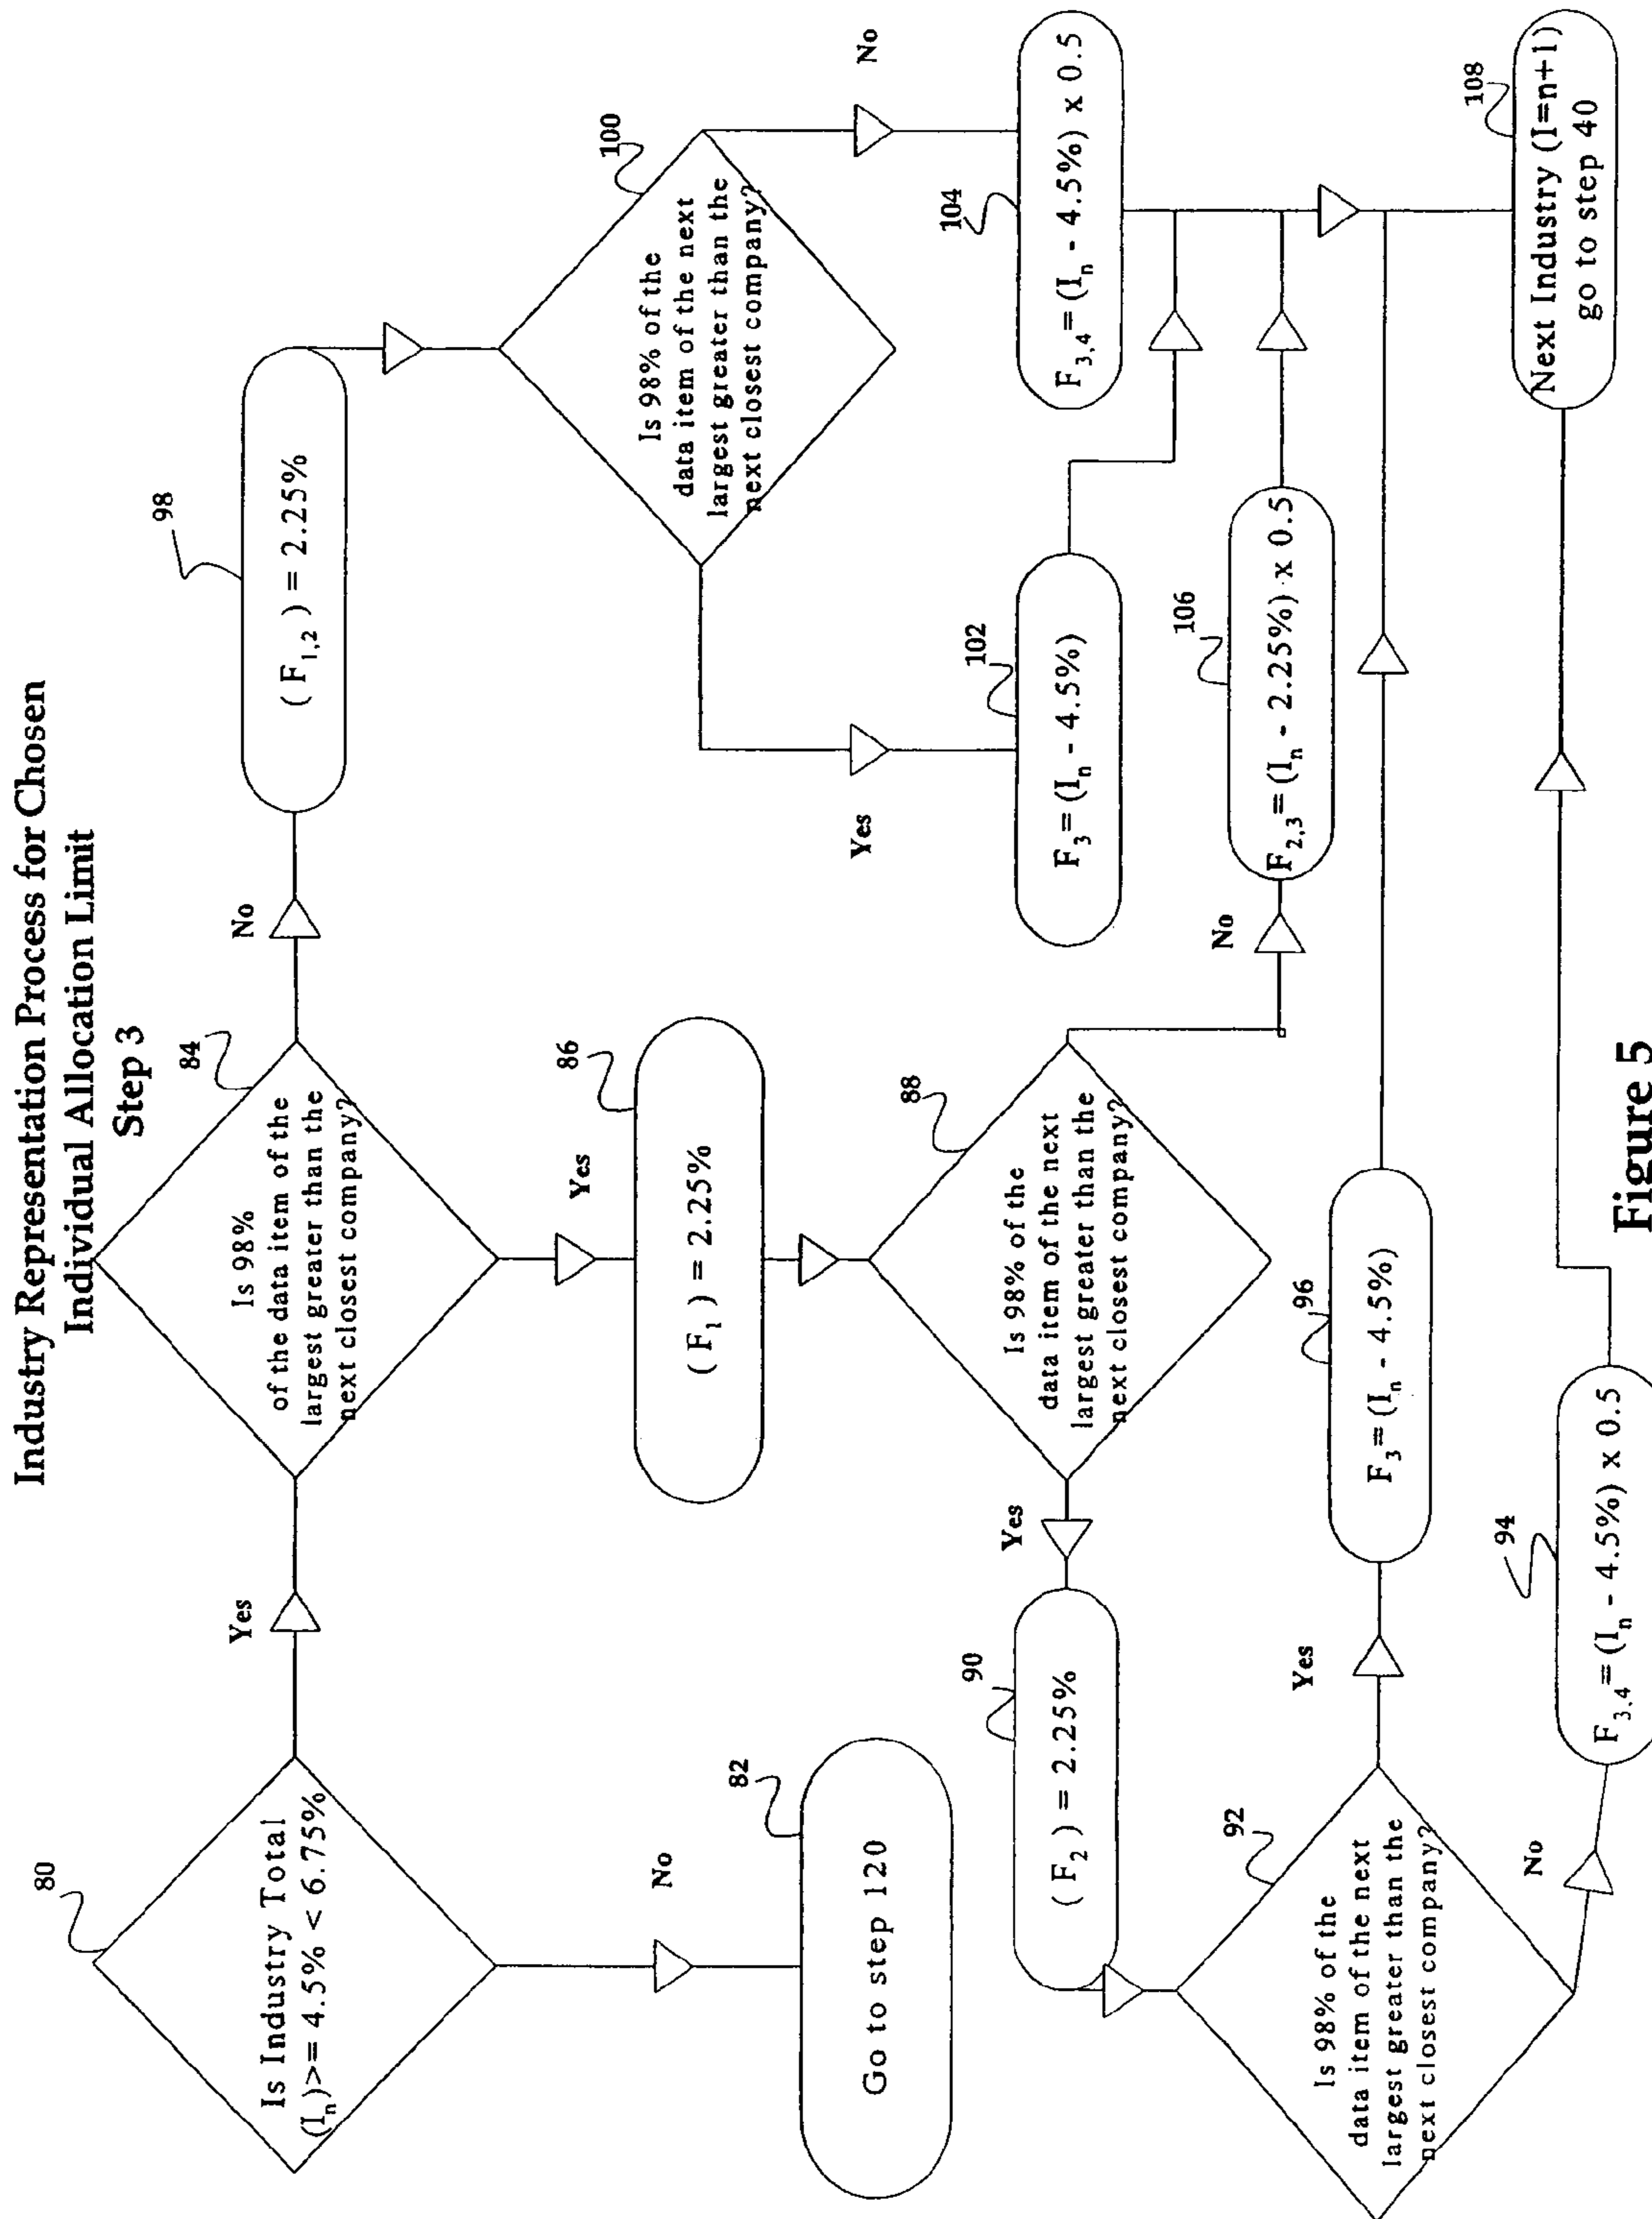 Industry Representation Process for Chosen
Individual Allocation Limit
Step 3
80
Is Industry Total
(Iₙ)>= 4.5% < 6.75%
Yes
No
82
Go to step 120
84
Is 98%
of the data item of the
largest greater than the
next closest company?
No
Yes
98
( F₁,₂ ) = 2.25%
86
( F₁ ) = 2.25%
100
Is 98% of the
data item of the next
largest greater than the
next closest company?
Yes
No
88
Is 98% of the
data item of the next
largest greater than the
next closest company?
Yes
No
90
( F₂ ) = 2.25%
102
F₃ = (Iₙ - 4.5%)
104
F₃,₄ = (Iₙ - 4.5%) x 0.5
106
F₂,₃ = (Iₙ - 2.25%) x 0.5
92
Is 98% of the
data item of the next
largest greater than the
next closest company?
Yes
No
96
F₃ = (Iₙ - 4.5%)
94
F₃,₄ = (Iₙ - 4.5%) x 0.5
108
Next Industry (I=n+1)
go to step 40
Figure 5